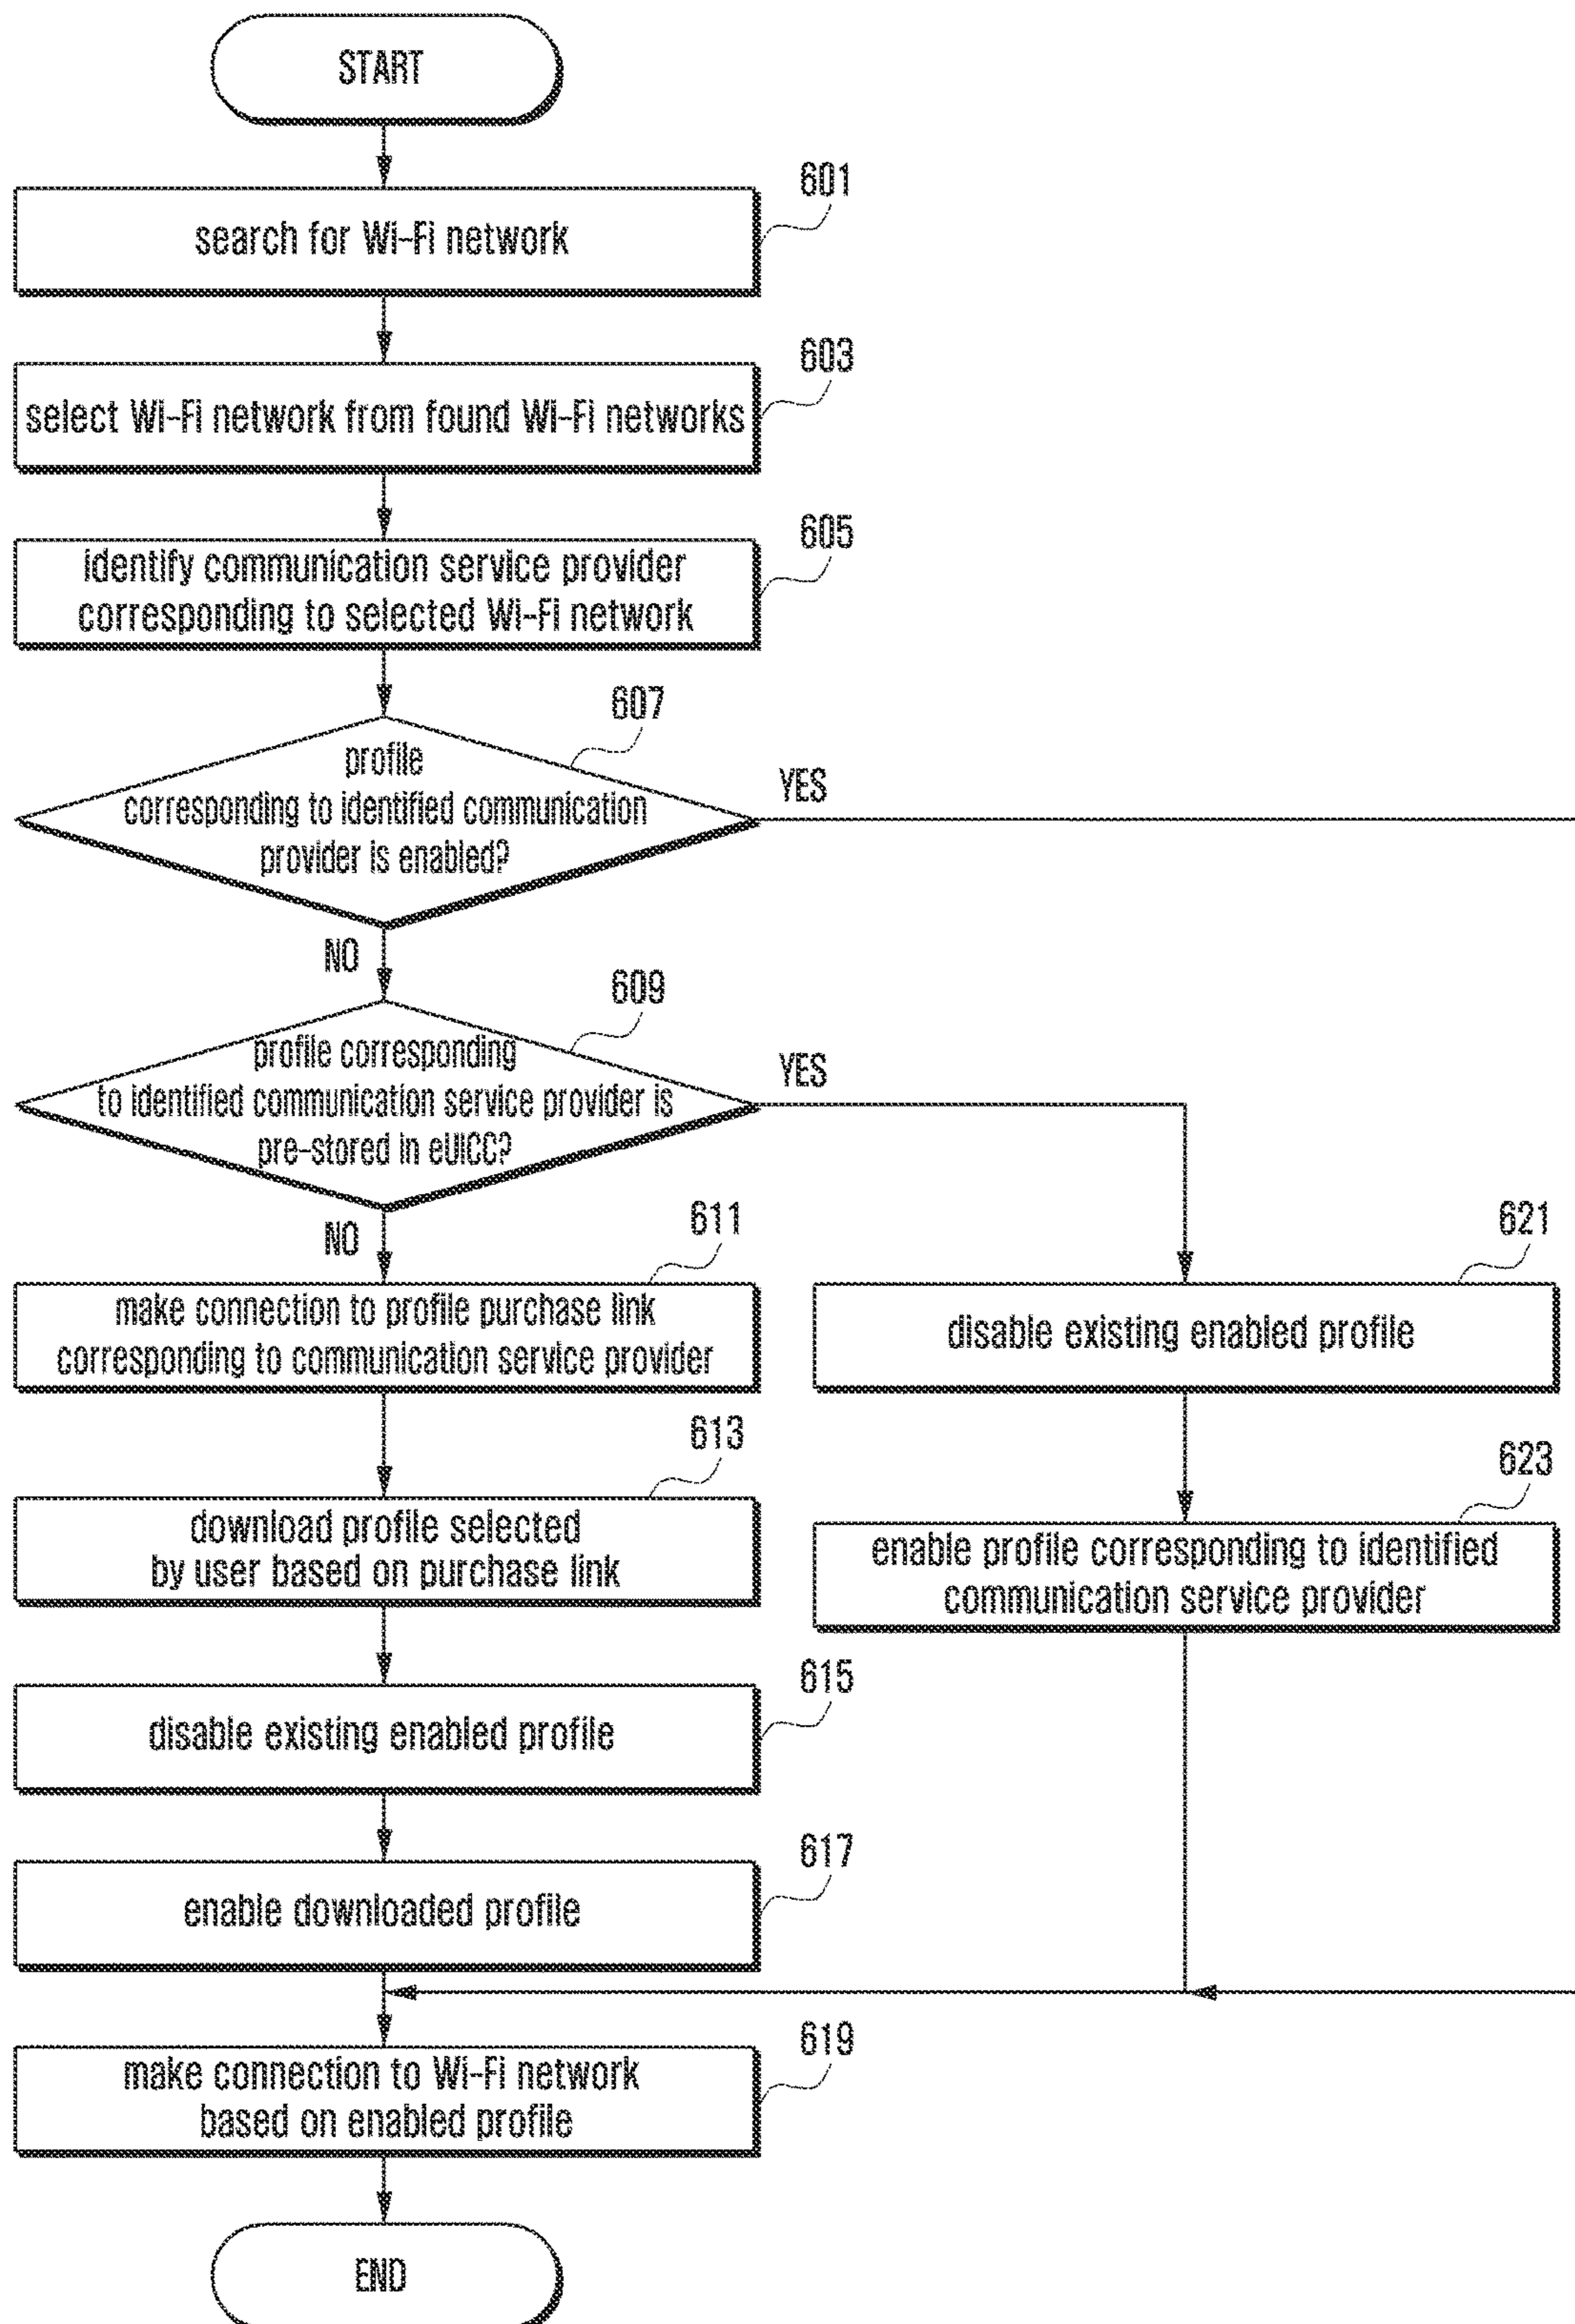 START
601
search for Wi-Fi network
603
select Wi-Fi network from found Wi-Fi networks
605
identify communication service provider
corresponding to selected Wi-Fi network
607
profile
corresponding to identified communication
provider is enabled?
YES
NO
609
profile corresponding
to identified communication service provider is
pre-stored in eUICC?
YES
NO
611
make connection to profile purchase link
corresponding to communication service provider
621
disable existing enabled profile
613
download profile selected
by user based on purchase link
623
enable profile corresponding to identified
communication service provider
615
disable existing enabled profile
617
enable downloaded profile
619
make connection to Wi-Fi network
based on enabled profile
END